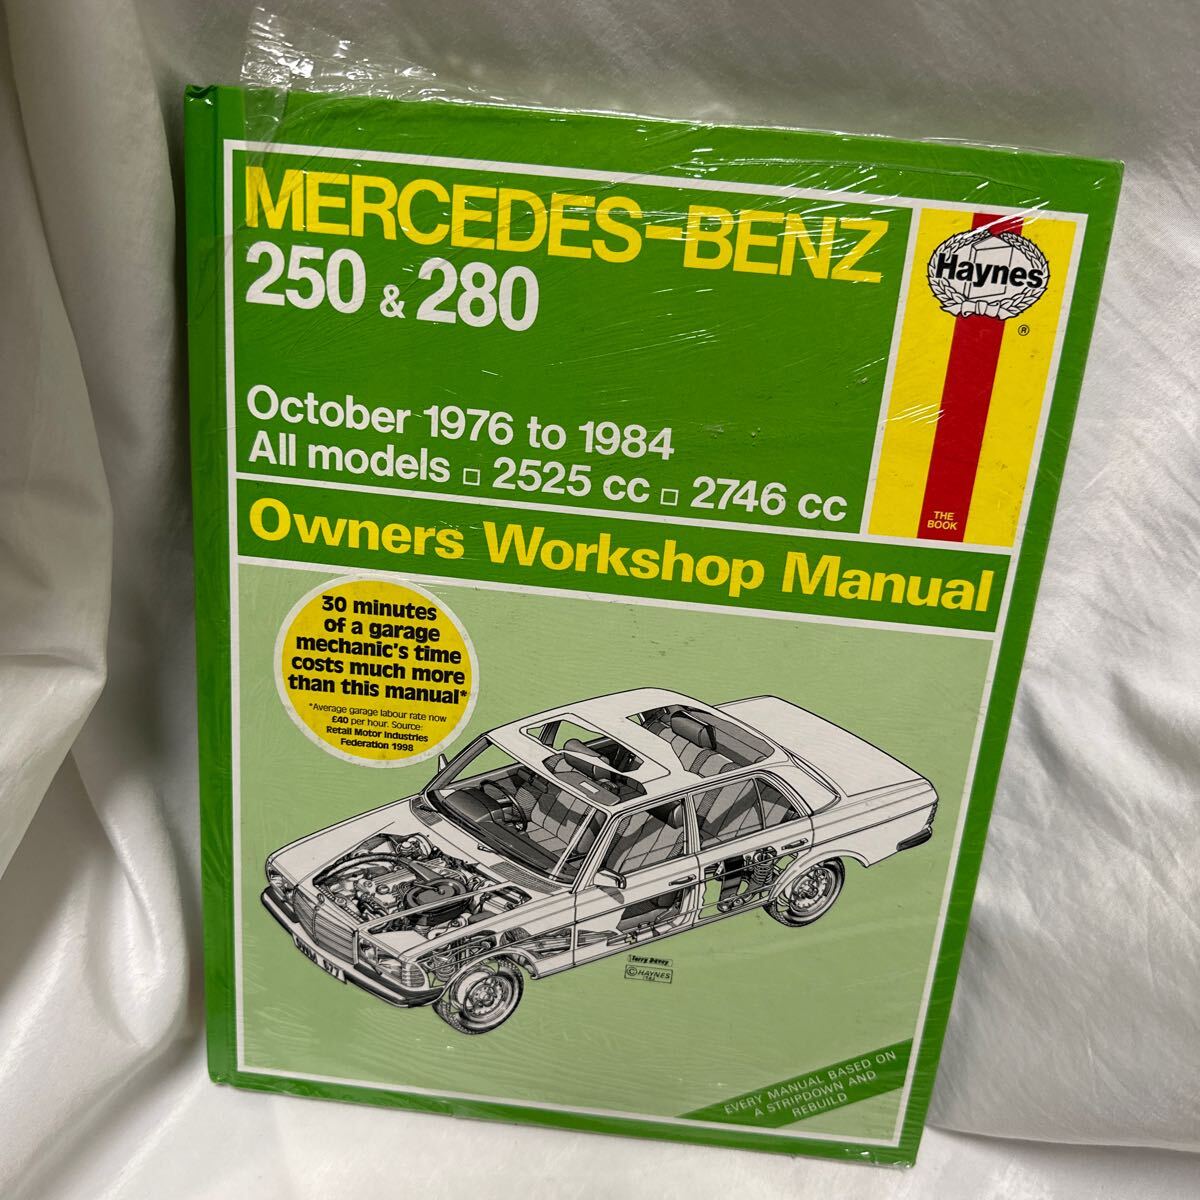 MERCEDES-BENZ
250 & 280
Haynes
®
October 1976 to 1984
All models □ 2525 cc □ 2746 cc
THE
BOOK
Owners Workshop Manual
30 minutes
of a garage
mechanic's time
costs much more
than this manual*
*Average garage labour rate now
£40 per hour. Source:
Retail Motor Industries
Federation 1998
Terry Davey
© HAYNES
EVERY MANUAL BASED ON
A STRIPDOWN AND
REBUILD